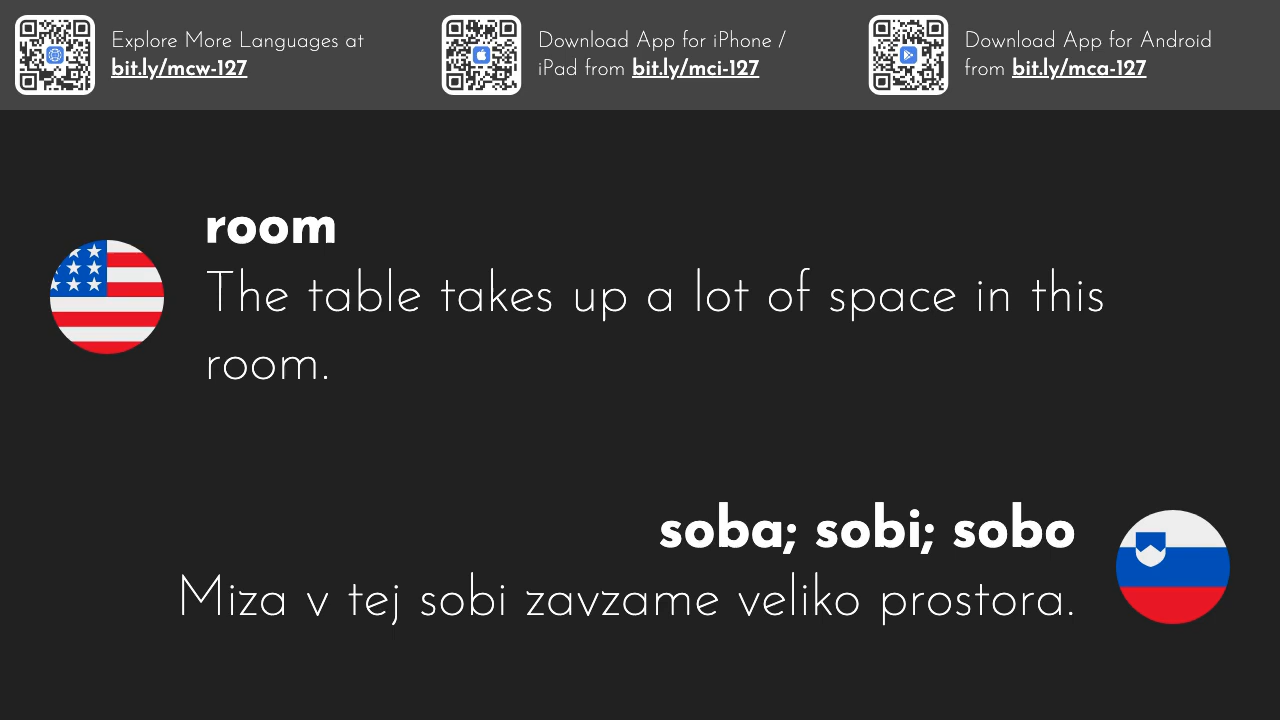 Explore More Languages at
bit.ly/mcw-127
Download App for iPhone /
iPad from bit.ly/mci-127
Download App for Android
from bit.ly/mca-127
room
The table takes up a lot of space in this
room.
soba; sobi; sobo
Miza v tej sobi zavzame veliko prostora.